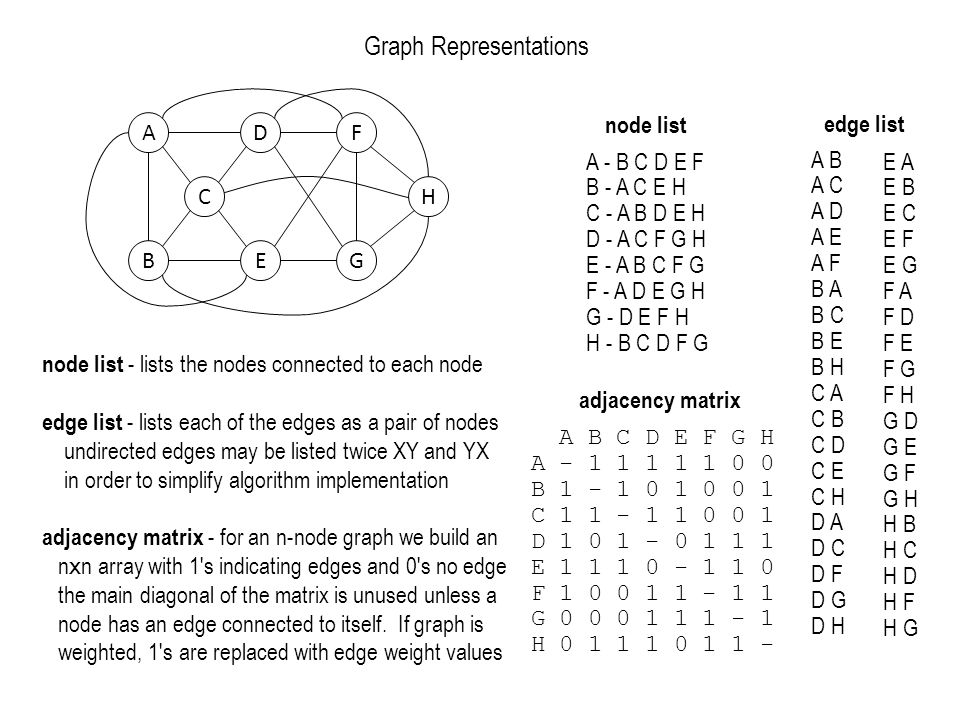 Graph Representations
A D F
C H
B E G
node list - lists the nodes connected to each node
edge list - lists each of the edges as a pair of nodes
undirected edges may be listed twice XY and YX
in order to simplify algorithm implementation
adjacency matrix - for an n-node graph we build an
nxn array with 1's indicating edges and 0's no edge
the main diagonal of the matrix is unused unless a
node has an edge connected to itself. If graph is
weighted, 1's are replaced with edge weight values
node list
A - B C D E F
B - A C E H
C - A B D E H
D - A C F G H
E - A B C F G
F - A D E G H
G - D E F H
H - B C D F G
adjacency matrix
A B C D E F G H
A - 1 1 1 1 1 0 0
B 1 - 1 0 1 0 0 1
C 1 1 - 1 1 0 0 1
D 1 0 1 - 0 1 1 1
E 1 1 1 0 - 1 1 0
F 1 0 0 1 1 - 1 1
G 0 0 0 1 1 1 - 1
H 0 1 1 1 0 1 1 -
edge list
A B
A C
A D
A E
A F
B A
B C
B E
B H
C A
C B
C D
C E
C H
D A
D C
D F
D G
D H
E A
E B
E C
E F
E G
F A
F D
F E
F G
F H
G D
G E
G F
G H
H B
H C
H D
H F
H G